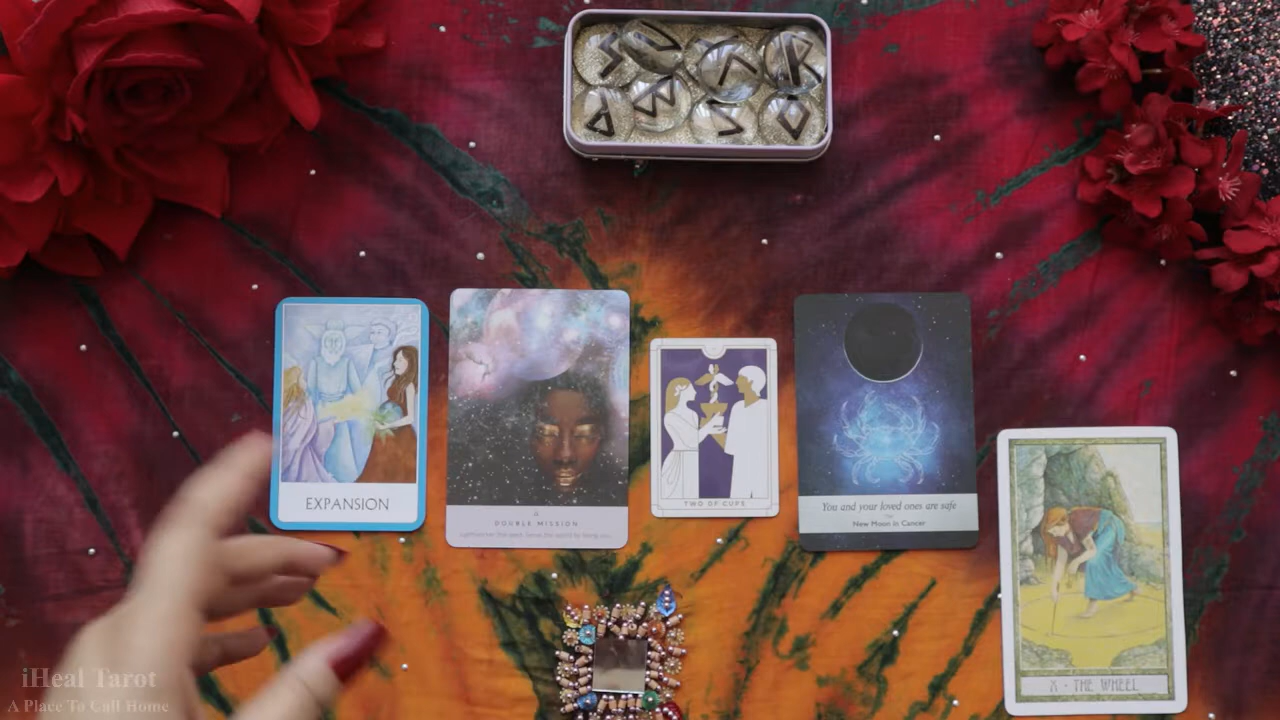 EXPANSION
DOUBLE MISSION
TWO OF CUPS
You and your loved ones are safe
New Moon in Cancer
X · THE WHEEL
iHeal Tarot
A Place To Call Home